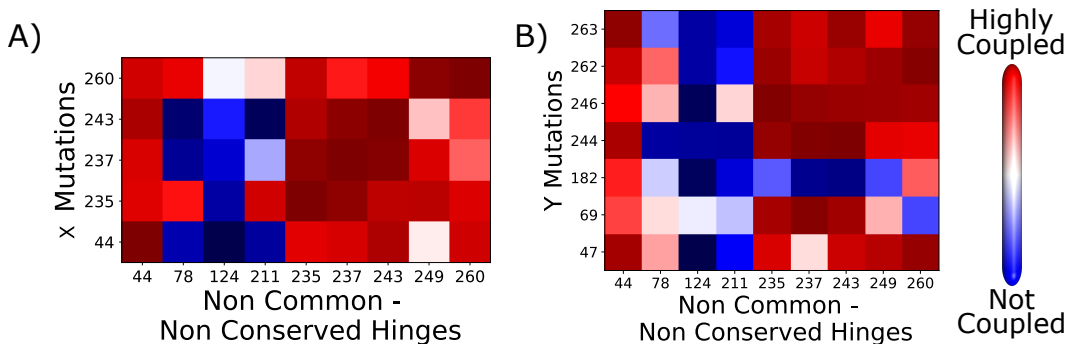 A)
x Mutations
260
243
237
235
44
44 78 124 211 235 237 243 249 260
Non Common -
Non Conserved Hinges
B)
Y Mutations
263
262
246
244
182
69
47
44 78 124 211 235 237 243 249 260
Non Common -
Non Conserved Hinges
Highly
Coupled
Not
Coupled